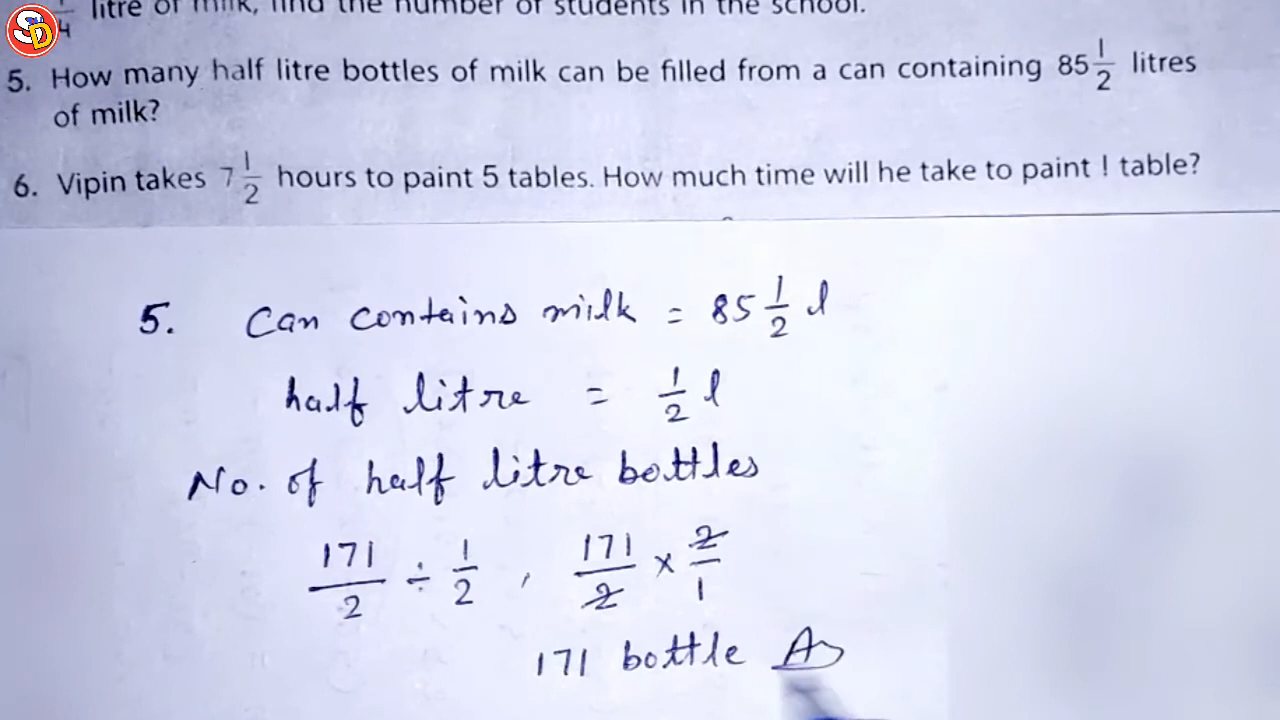 SD
1/4 litre of milk, find the number of students in the school.
5. How many half litre bottles of milk can be filled from a can containing 85 1/2 litres
of milk?
6. Vipin takes 7 1/2 hours to paint 5 tables. How much time will he take to paint 1 table?
5. Can contains milk = 85 1/2 l
half litre = 1/2 l
No. of half litre bottles
171/2 ÷ 1/2 , 171/2 × 2/1
171 bottle As